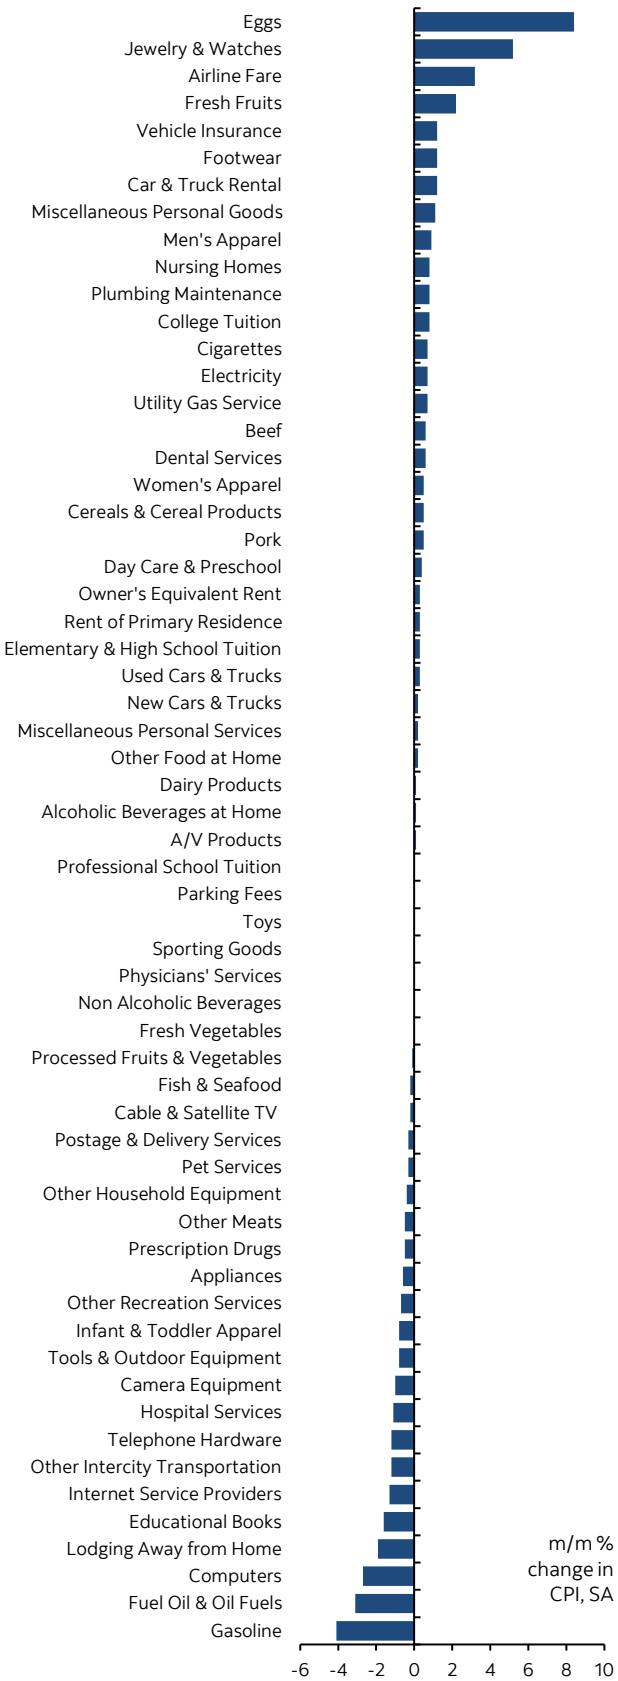 Eggs
Jewelry & Watches
Airline Fare
Fresh Fruits
Vehicle Insurance
Footwear
Car & Truck Rental
Miscellaneous Personal Goods
Men's Apparel
Nursing Homes
Plumbing Maintenance
College Tuition
Cigarettes
Electricity
Utility Gas Service
Beef
Dental Services
Women's Apparel
Cereals & Cereal Products
Pork
Day Care & Preschool
Owner's Equivalent Rent
Rent of Primary Residence
Elementary & High School Tuition
Used Cars & Trucks
New Cars & Trucks
Miscellaneous Personal Services
Other Food at Home
Dairy Products
Alcoholic Beverages at Home
A/V Products
Professional School Tuition
Parking Fees
Toys
Sporting Goods
Physicians' Services
Non Alcoholic Beverages
Fresh Vegetables
Processed Fruits & Vegetables
Fish & Seafood
Cable & Satellite TV
Postage & Delivery Services
Pet Services
Other Household Equipment
Other Meats
Prescription Drugs
Appliances
Other Recreation Services
Infant & Toddler Apparel
Tools & Outdoor Equipment
Camera Equipment
Hospital Services
Telephone Hardware
Other Intercity Transportation
Internet Service Providers
Educational Books
Lodging Away from Home
Computers
Fuel Oil & Oil Fuels
Gasoline
m/m %
change in
CPI, SA
-6 -4 -2 0 2 4 6 8 10